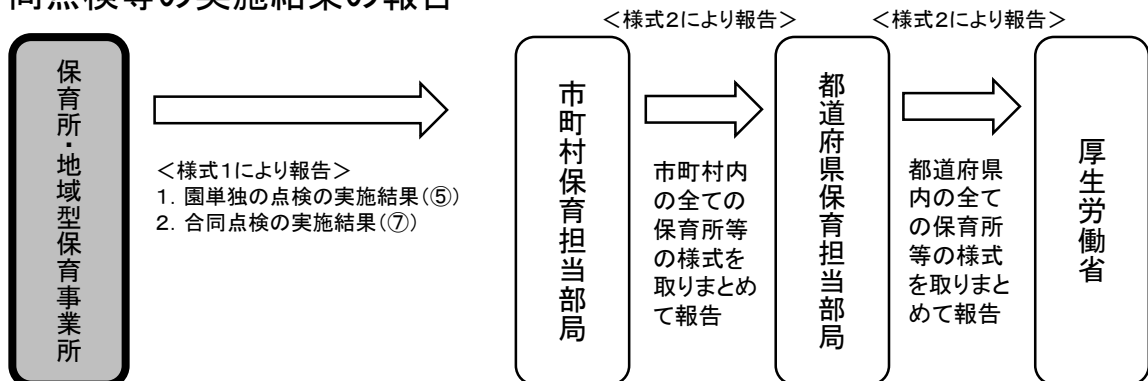 同点検等の実施結果の報告
<様式2により報告>
<様式2により報告>
保育所・地域型保育事業所
<様式1により報告>
1. 園単独の点検の実施結果(⑤)
2. 合同点検の実施結果(⑦)
市町村保育担当部局
市町村内
の全ての
保育所等
の様式を
取りまとめ
て報告
都道府県保育担当部局
都道府県
内の全て
の保育所
等の様式
を取りまと
めて報告
厚生労働省